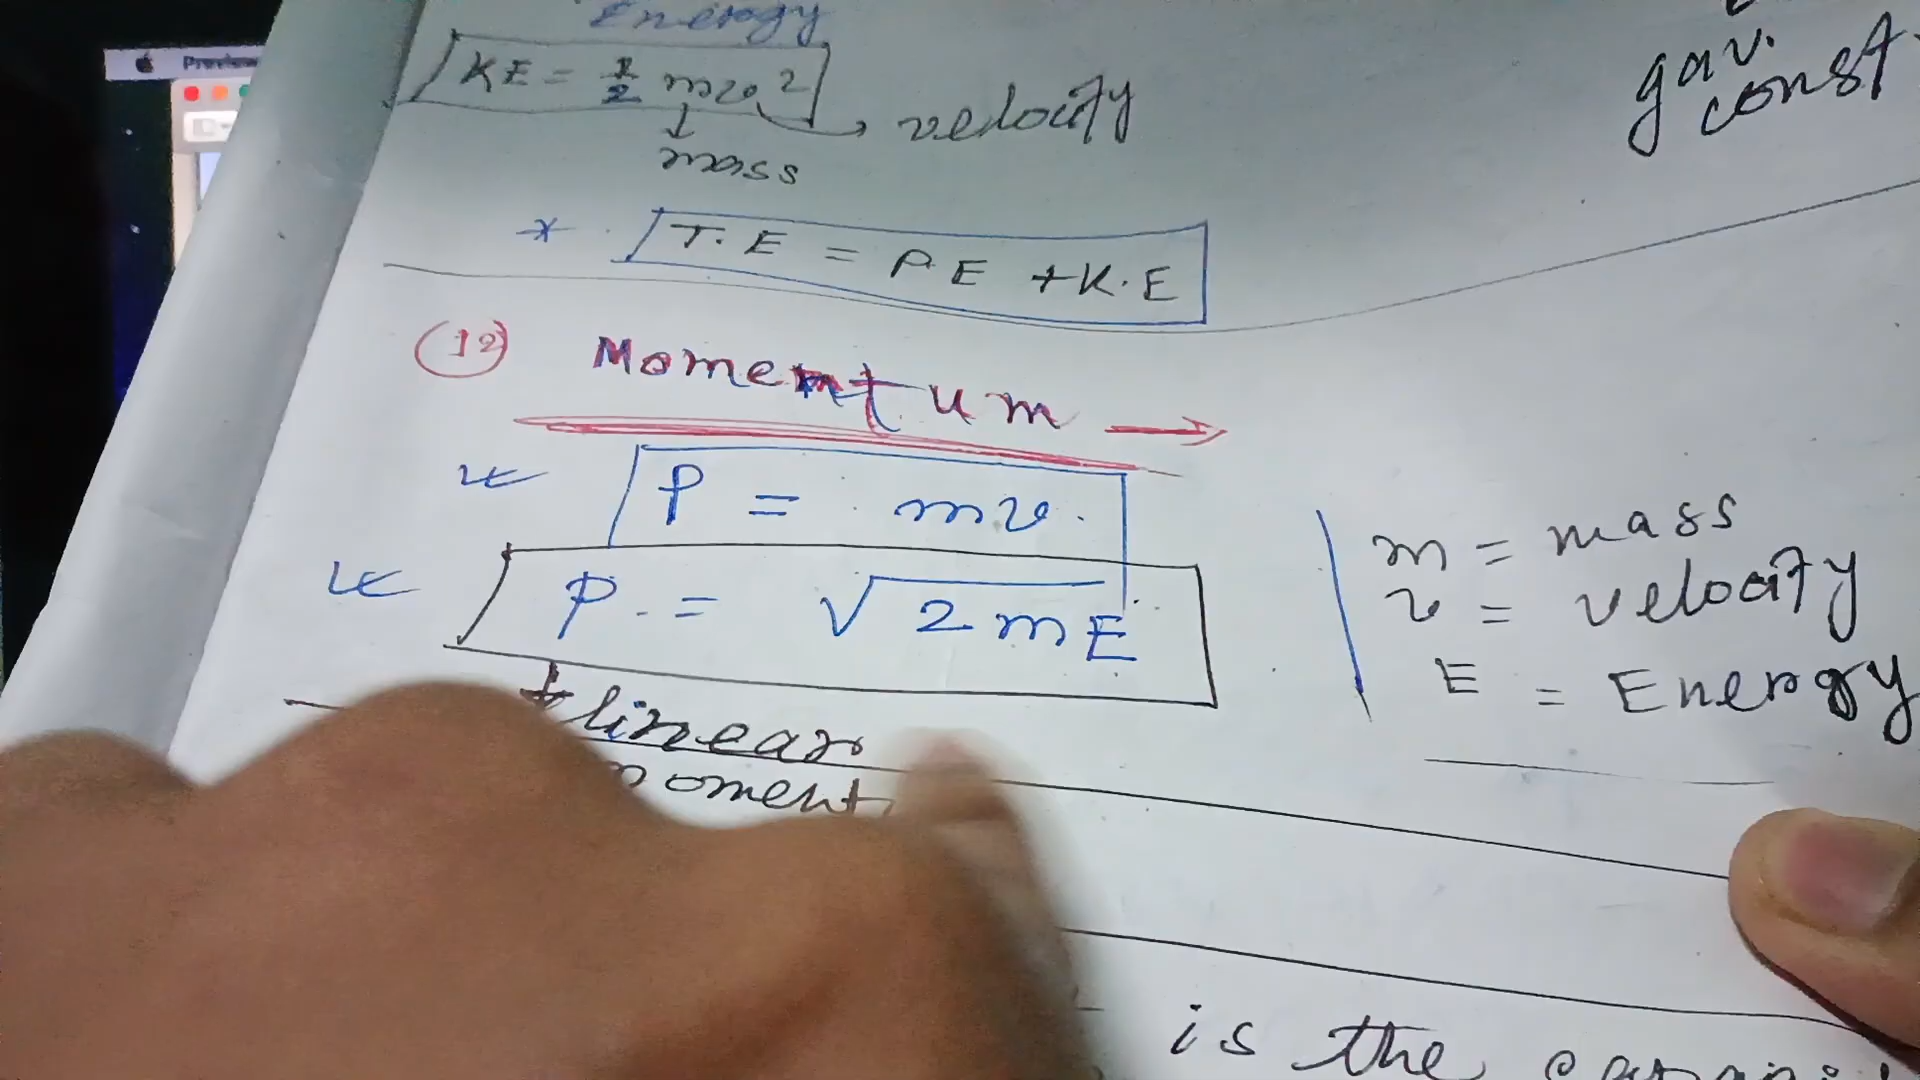 Preview
Energy
KE = 1/2 mv²
mass
velocity
gav.
const
* T.E = P.E + K.E
(12) Momentum →
P = mv.
p = √2mE
linear
m = mass
v = velocity
E = Energy
is the